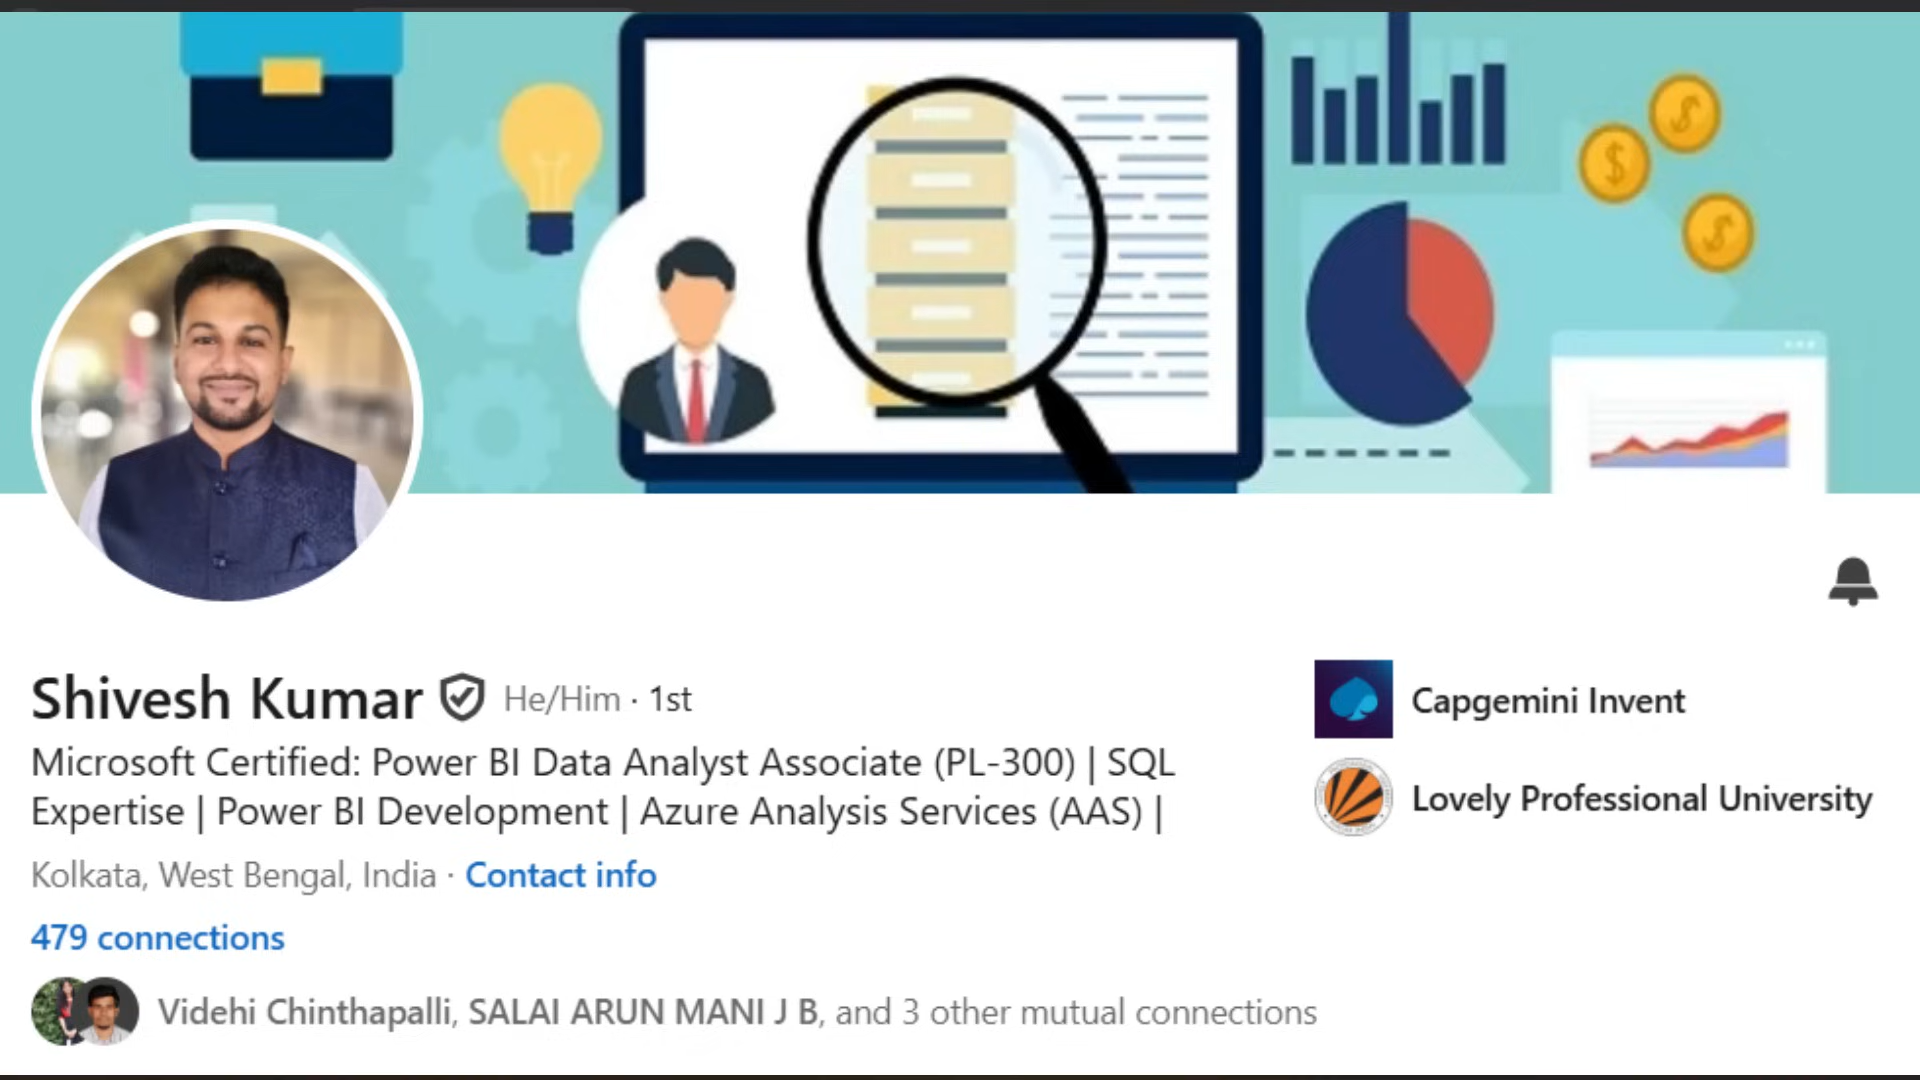 Shivesh Kumar He/Him · 1st
Microsoft Certified: Power BI Data Analyst Associate (PL-300) | SQL
Expertise | Power BI Development | Azure Analysis Services (AAS) |
Kolkata, West Bengal, India · Contact info
479 connections
Videhi Chinthapalli, SALAI ARUN MANI J B, and 3 other mutual connections
Capgemini Invent
Lovely Professional University